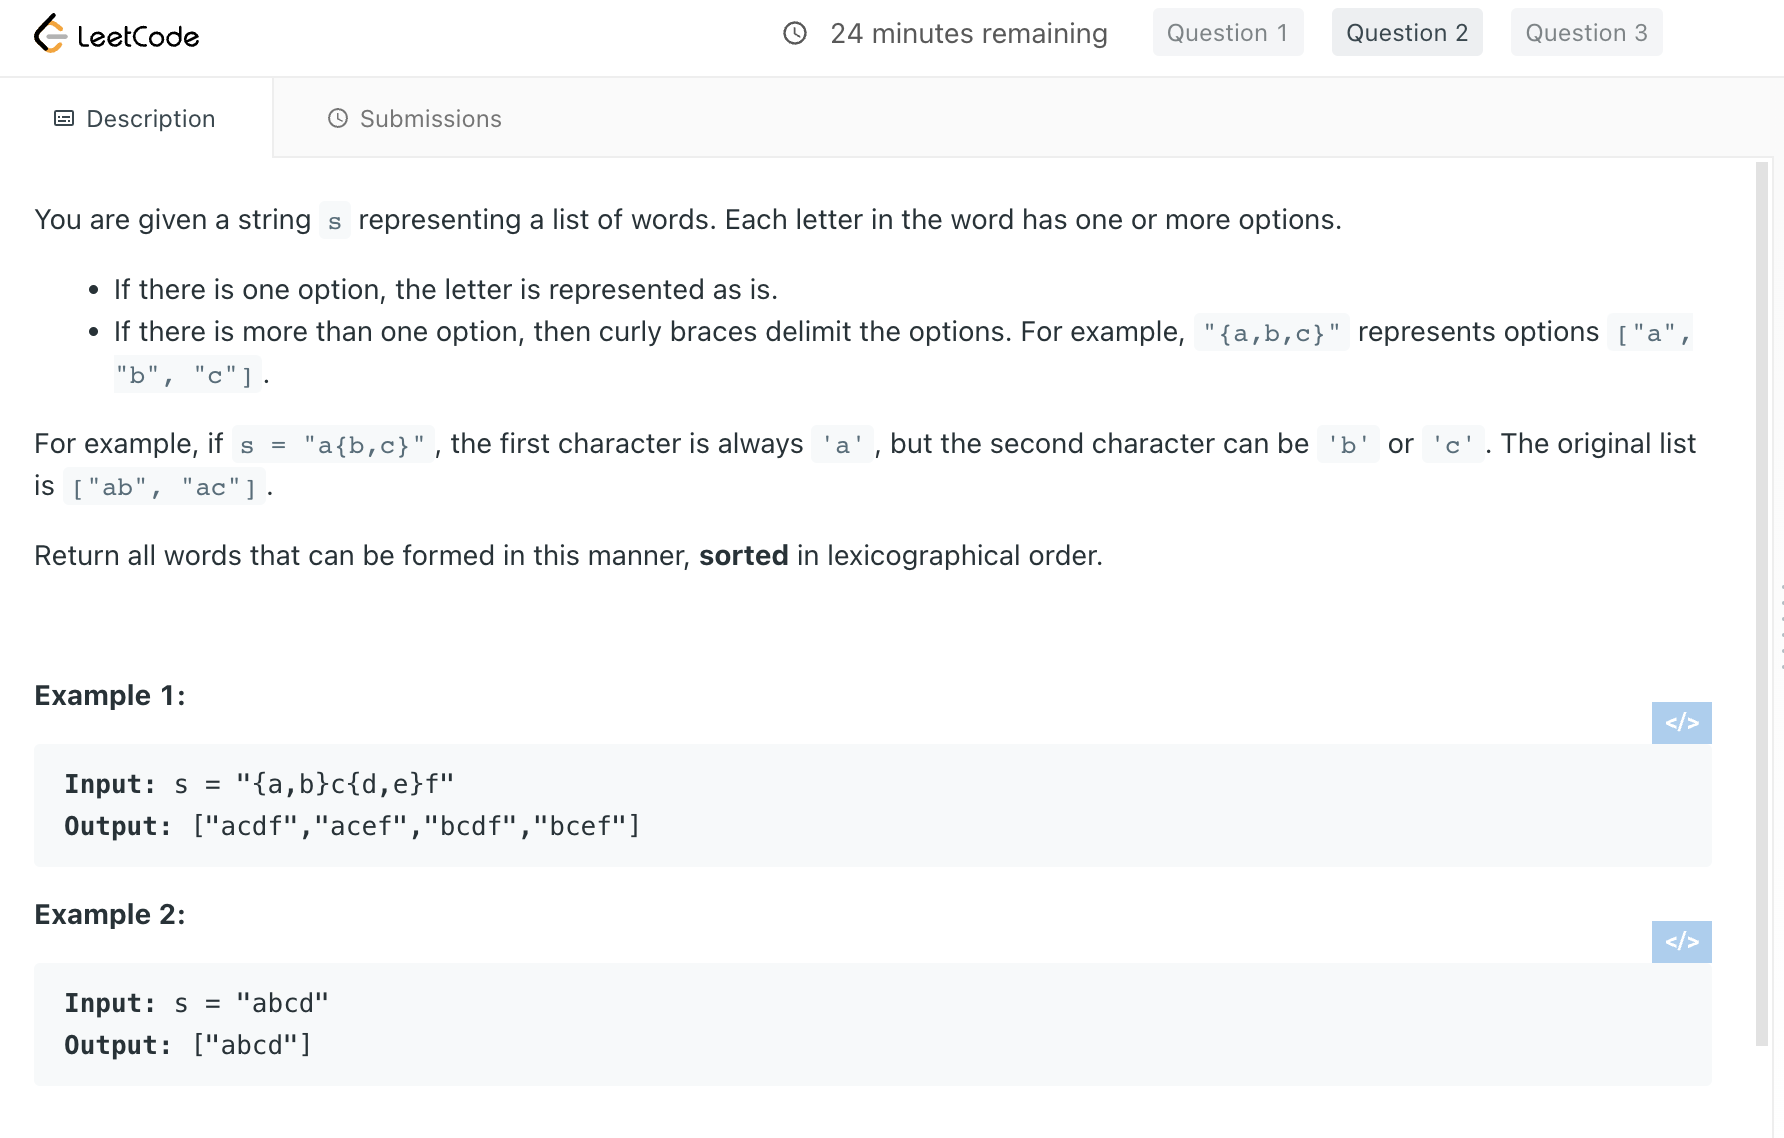 LeetCode
24 minutes remaining
Question 1
Question 2
Question 3
Description
Submissions
You are given a string s representing a list of words. Each letter in the word has one or more options.
• If there is one option, the letter is represented as is.
• If there is more than one option, then curly braces delimit the options. For example, "{a,b,c}" represents options ["a",
"b", "c"].
For example, if s = "a{b,c}", the first character is always 'a', but the second character can be 'b' or 'c'. The original list
is ["ab", "ac"].
Return all words that can be formed in this manner, sorted in lexicographical order.
Example 1:
</>
Input: s = "{a,b}c{d,e}f"
Output: ["acdf","acef","bcdf","bcef"]
Example 2:
</>
Input: s = "abcd"
Output: ["abcd"]